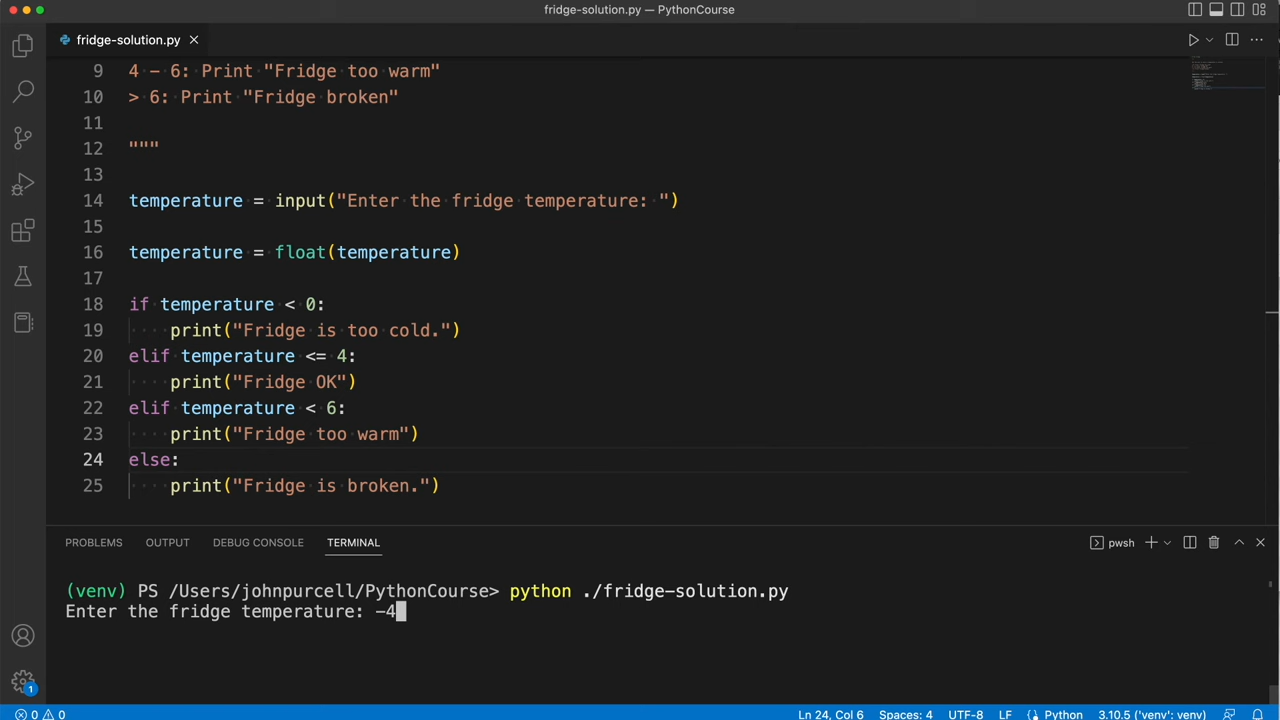 fridge-solution.py — PythonCourse
fridge-solution.py
9 4 - 6: Print "Fridge too warm"
10 > 6: Print "Fridge broken"
11
12 """
13
14 temperature = input("Enter the fridge temperature: ")
15
16 temperature = float(temperature)
17
18 if temperature < 0:
19 print("Fridge is too cold.")
20 elif temperature <= 4:
21 print("Fridge OK")
22 elif temperature < 6:
23 print("Fridge too warm")
24 else:
25 print("Fridge is broken.")
PROBLEMS OUTPUT DEBUG CONSOLE TERMINAL pwsh
(venv) PS /Users/johnpurcell/PythonCourse> python ./fridge-solution.py
Enter the fridge temperature: -4
1
0 0 Ln 24, Col 6 Spaces: 4 UTF-8 LF Python 3.10.5 ('venv': venv)